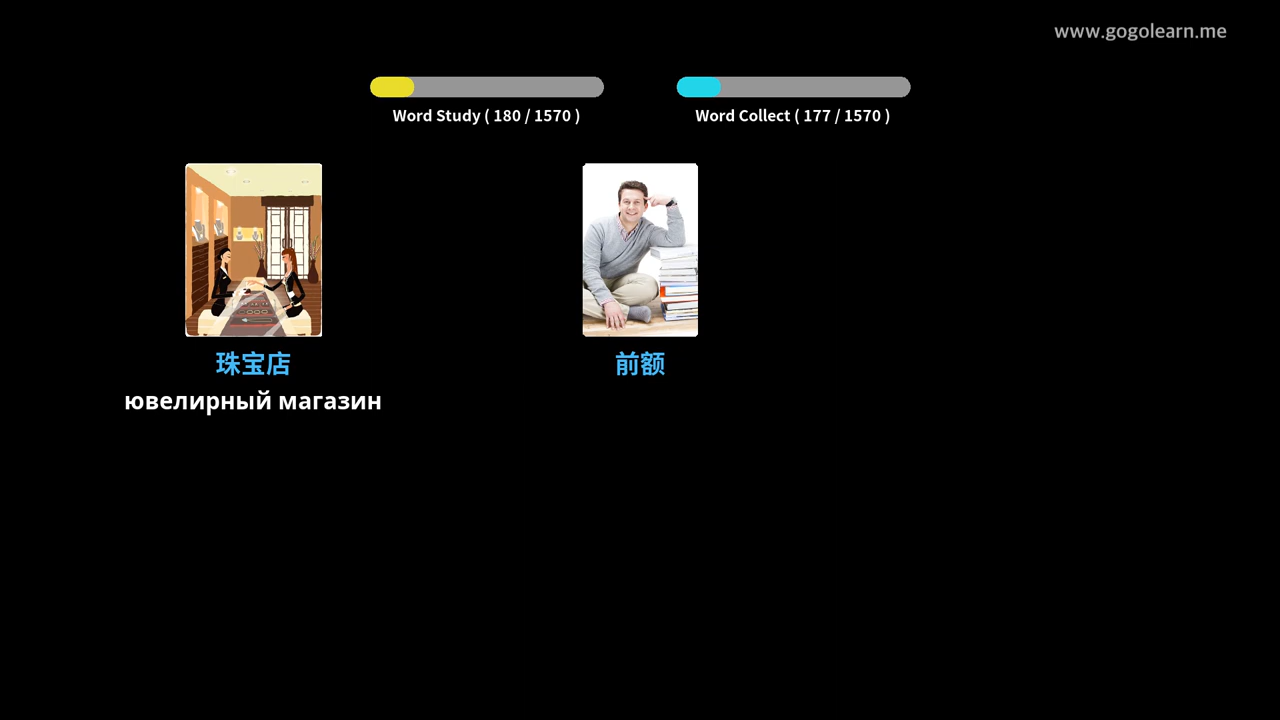 www.gogolearn.me
Word Study ( 180 / 1570 )
Word Collect ( 177 / 1570 )
珠宝店
前额
ювелирный магазин